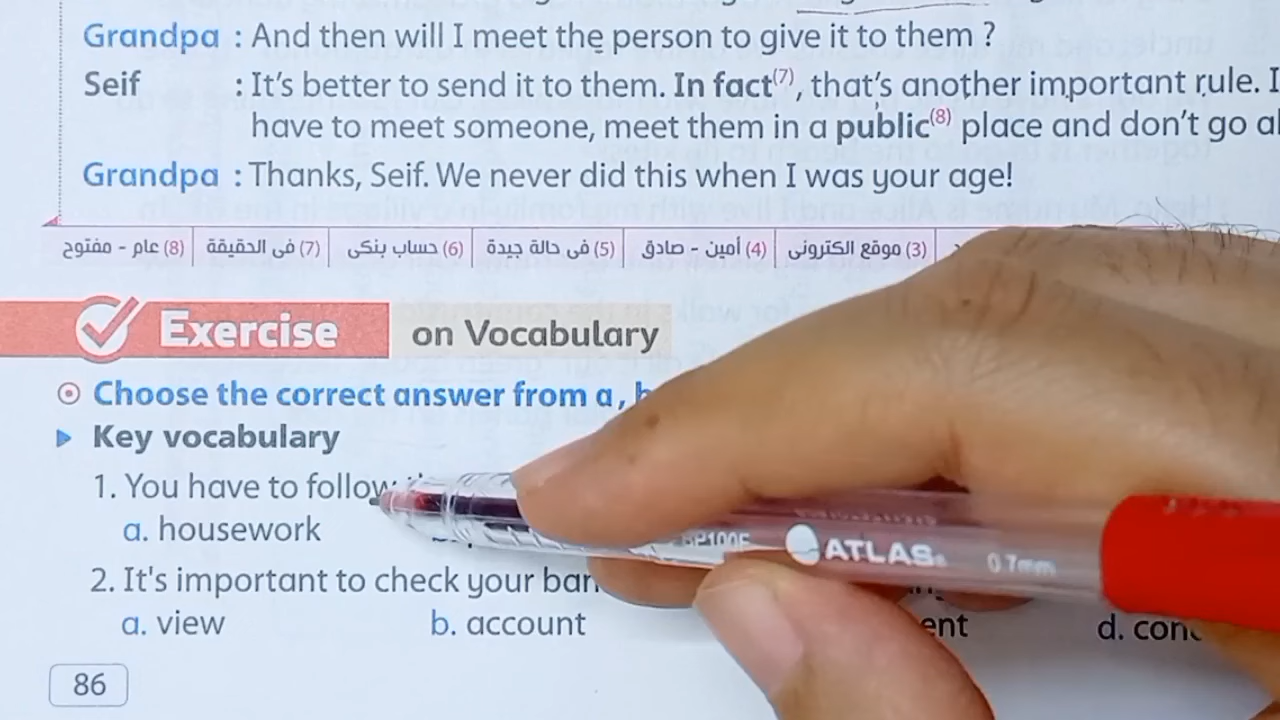 Grandpa : And then will I meet the person to give it to them ?
Seif : It's better to send it to them. In fact(7), that's another important rule. I
have to meet someone, meet them in a public(8) place and don't go al
Grandpa : Thanks, Seif. We never did this when I was your age!
(3) موقع الكترونى (4) أمين - صادق (5) فى حالة جيدة (6) حساب بنكى (7) فى الحقيقة (8) عام - مفتوح
Exercise on Vocabulary
Choose the correct answer from a, b
Key vocabulary
1. You have to follow
a. housework
2. It's important to check your ban
a. view b. account ent d. con
ATLAS 0.7mm
86